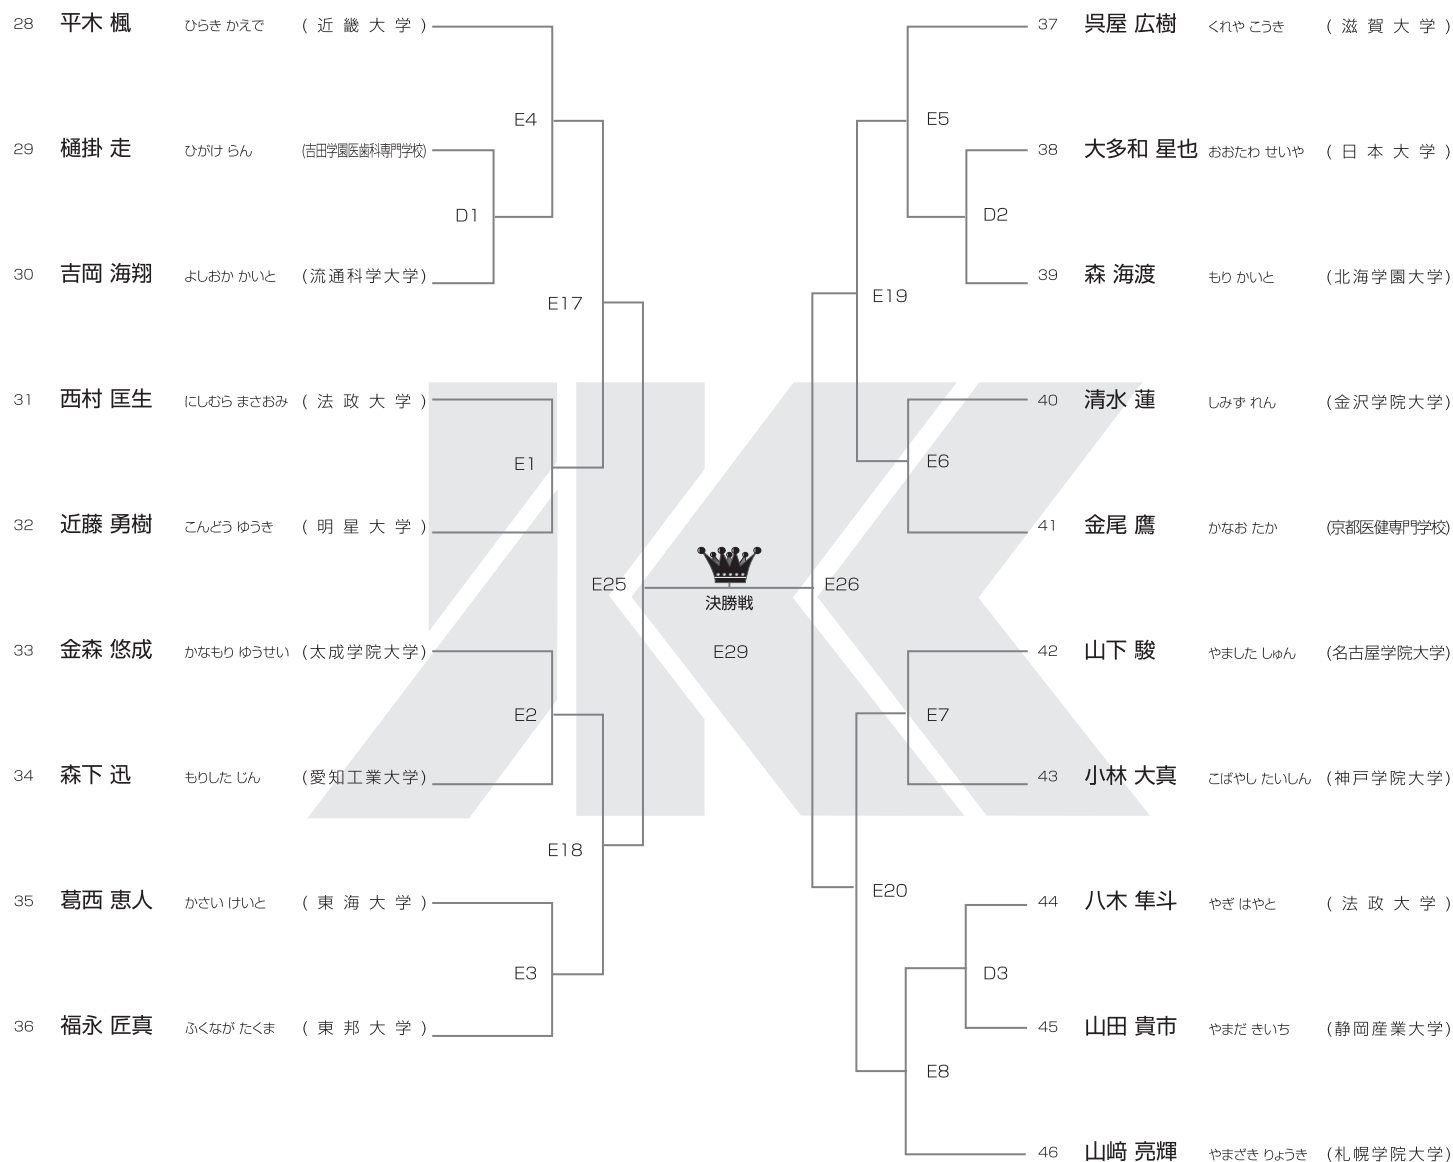 28 平木 楓 ひらき かえで (近畿大学)
E4
29 樋掛 走 ひがけ らん (吉田学園医歯科専門学校)
D1
30 吉岡 海翔 よしおか かいと (流通科学大学)
E17
31 西村 匡生 にしむら まさおみ (法政大学)
E1
32 近藤 勇樹 こんどう ゆうき (明星大学)
E25
33 金森 悠成 かなもり ゆうせい (太成学院大学)
E2
34 森下 迅 もりした じん (愛知工業大学)
E18
35 葛西 恵人 かさい けいと (東海大学)
E3
36 福永 匠真 ふくなが たくま (東邦大学)
決勝戦
E29
37 呉屋 広樹 くれや こうき (滋賀大学)
E5
38 大多和 星也 おおたわ せいや (日本大学)
D2
39 森 海渡 もり かいと (北海学園大学)
E19
40 清水 蓮 しみず れん (金沢学院大学)
E6
41 金尾 鷹 かなお たか (京都医健専門学校)
E26
42 山下 駿 やました しゅん (名古屋学院大学)
E7
43 小林 大真 こばやし たいしん (神戸学院大学)
E20
44 八木 隼斗 やぎ はやと (法政大学)
D3
45 山田 貴市 やまだ きいち (静岡産業大学)
E8
46 山﨑 亮輝 やまざき りょうき (札幌学院大学)